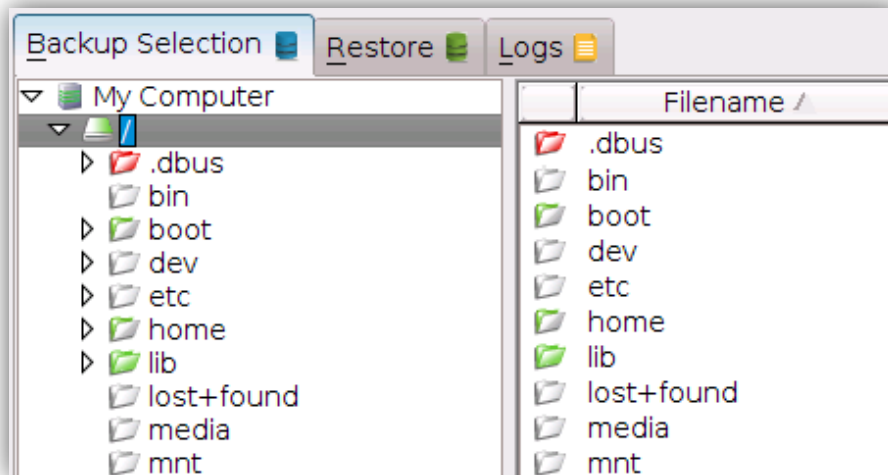 Backup Selection Restore Logs
My Computer
/
.dbus
bin
boot
dev
etc
home
lib
lost+found
media
mnt
Filename
.dbus
bin
boot
dev
etc
home
lib
lost+found
media
mnt